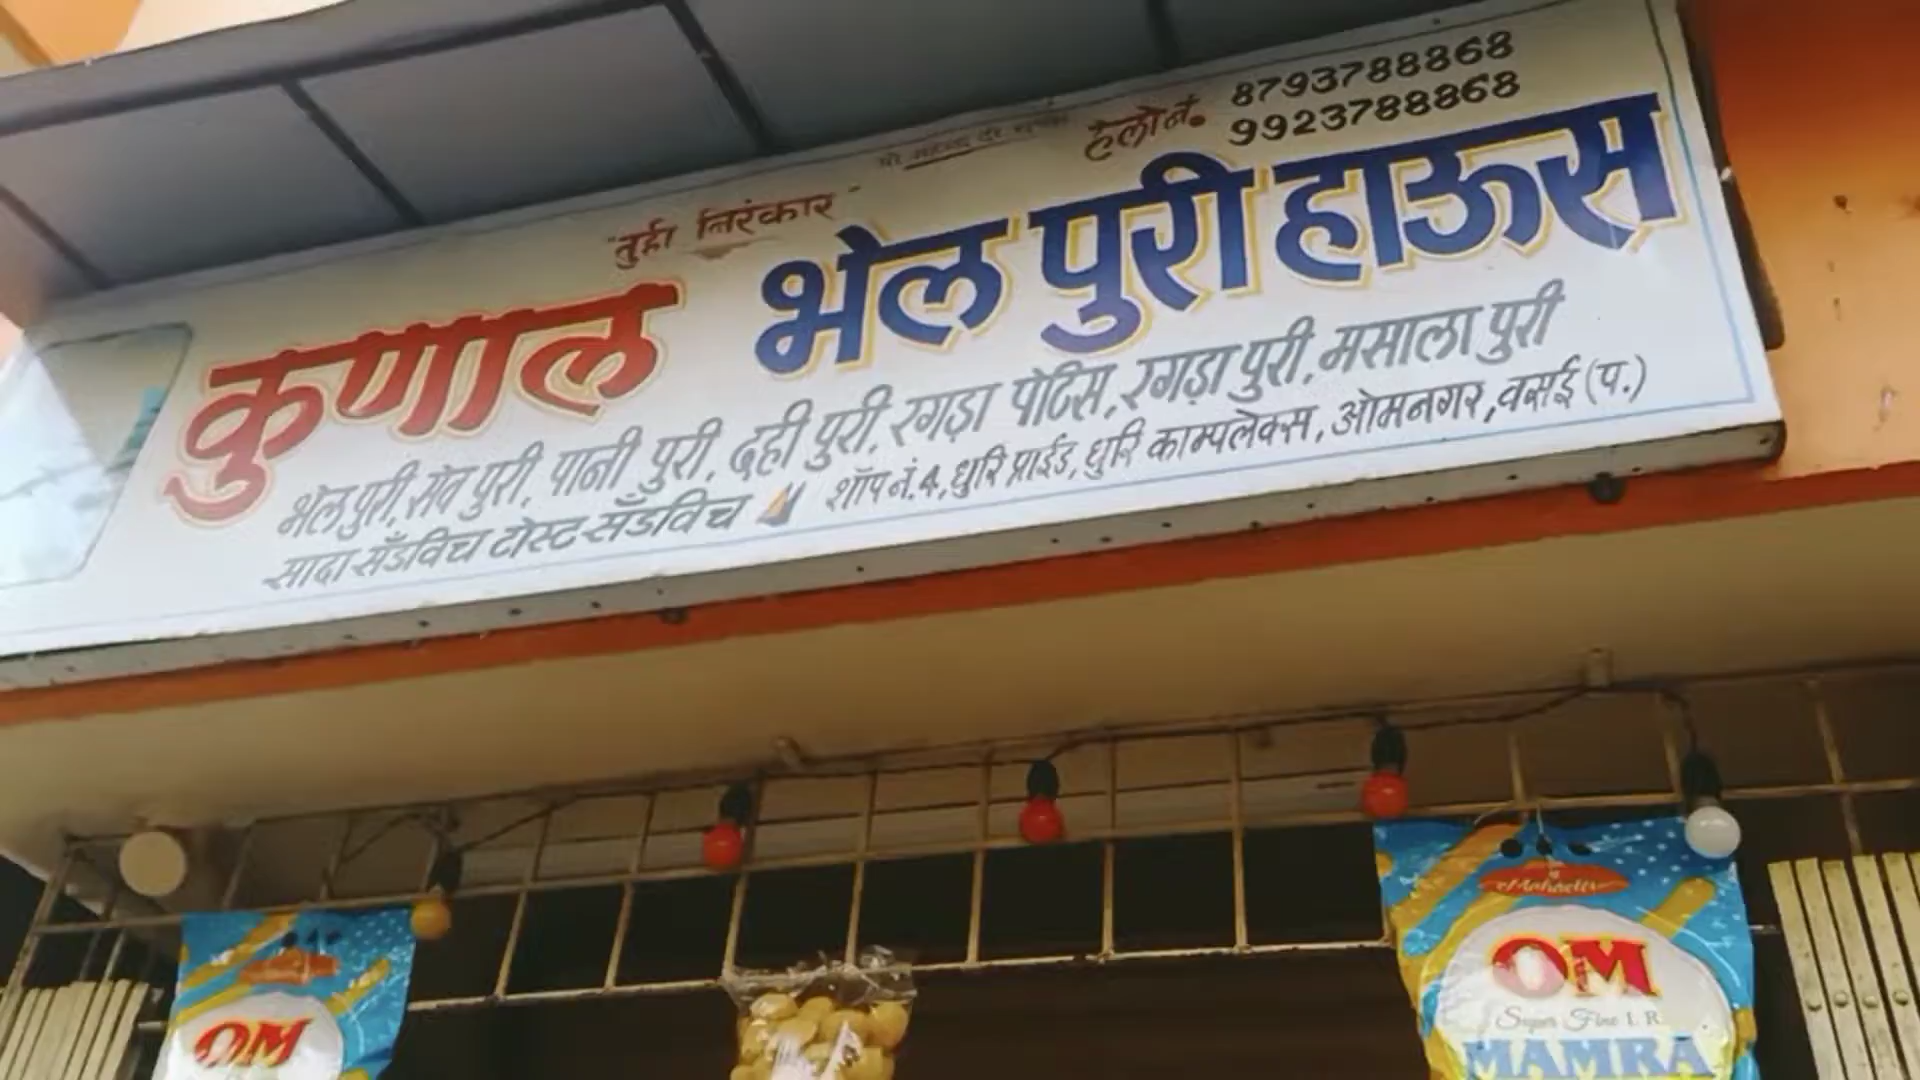 "तुही निरंकार"
हॅलो नं. 8793788868
9923788868
कुणाल भेल पुरी हाऊस
भेल पुरी, सेव पुरी, पानी पुरी, दही पुरी, रगड़ा पेटिस, रगड़ा पुरी, मसाला पुरी
सादा सँडविच टोस्ट सँडविच शॉप नं. 4, धुरि प्राईड, धुरि काम्पलेक्स, ओमनगर, वसई (प.)
OM
OM
Super Fine I. R.
MAMRA